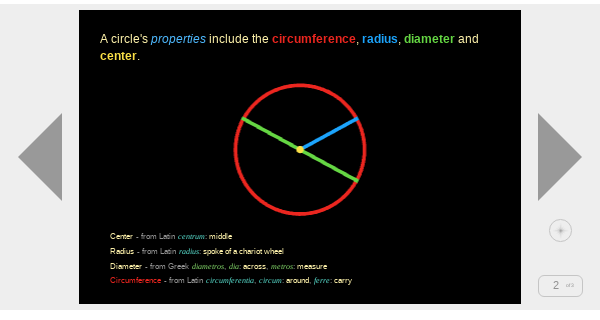 A circle's properties include the circumference, radius, diameter and
center.
Center - from Latin centrum: middle
Radius - from Latin radius: spoke of a chariot wheel
Diameter - from Greek diametros, dia: across, metros: measure
Circumference - from Latin circumferentia, circum: around, ferre: carry
2 of 3